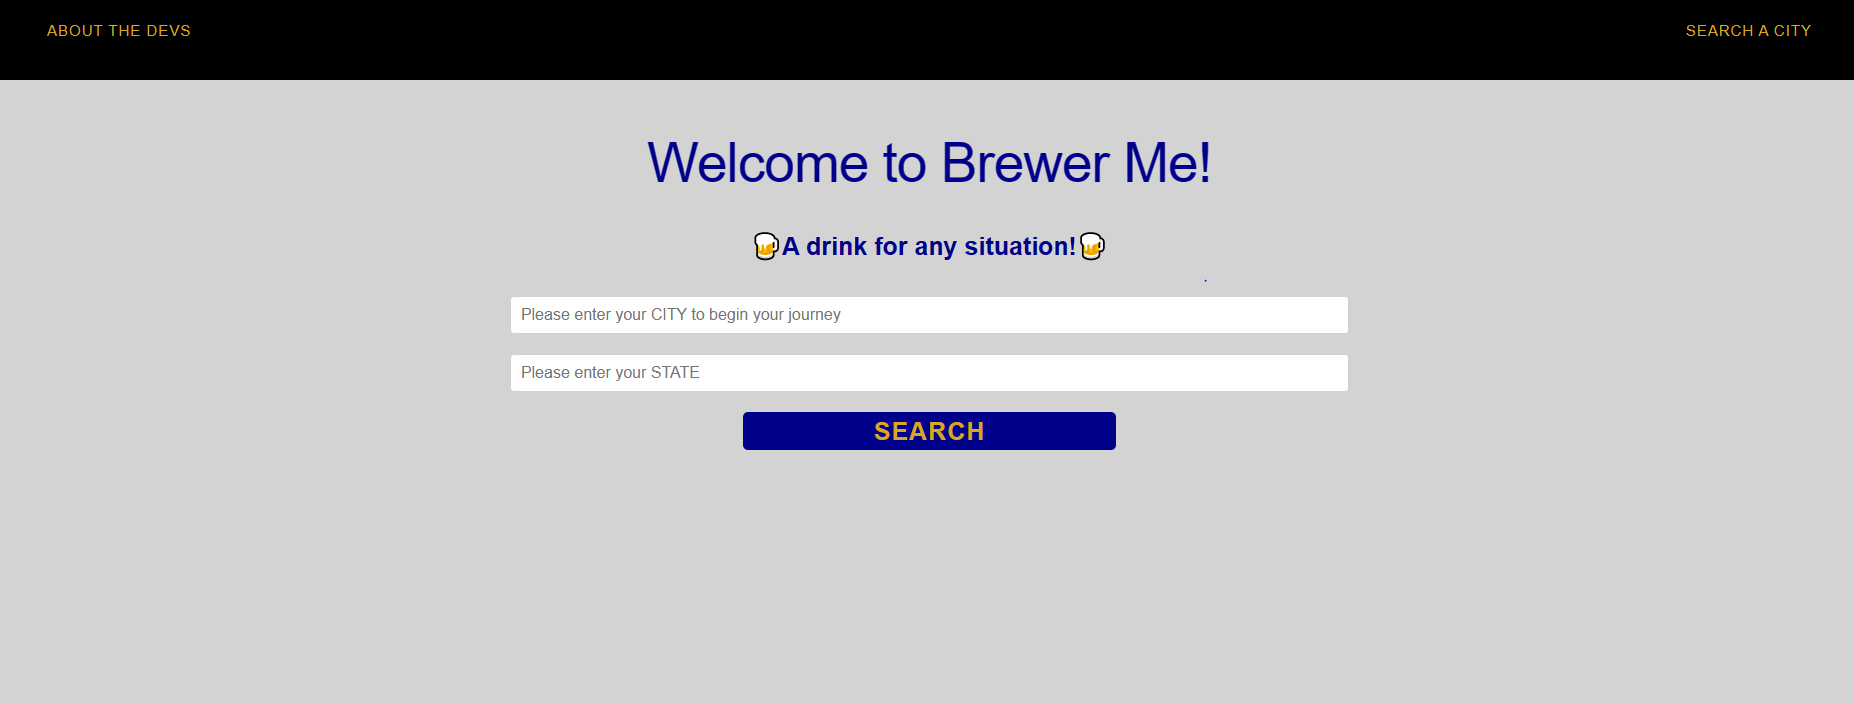 ABOUT THE DEVS
SEARCH A CITY
Welcome to Brewer Me!
🍺A drink for any situation!🍺
Please enter your CITY to begin your journey
Please enter your STATE
SEARCH